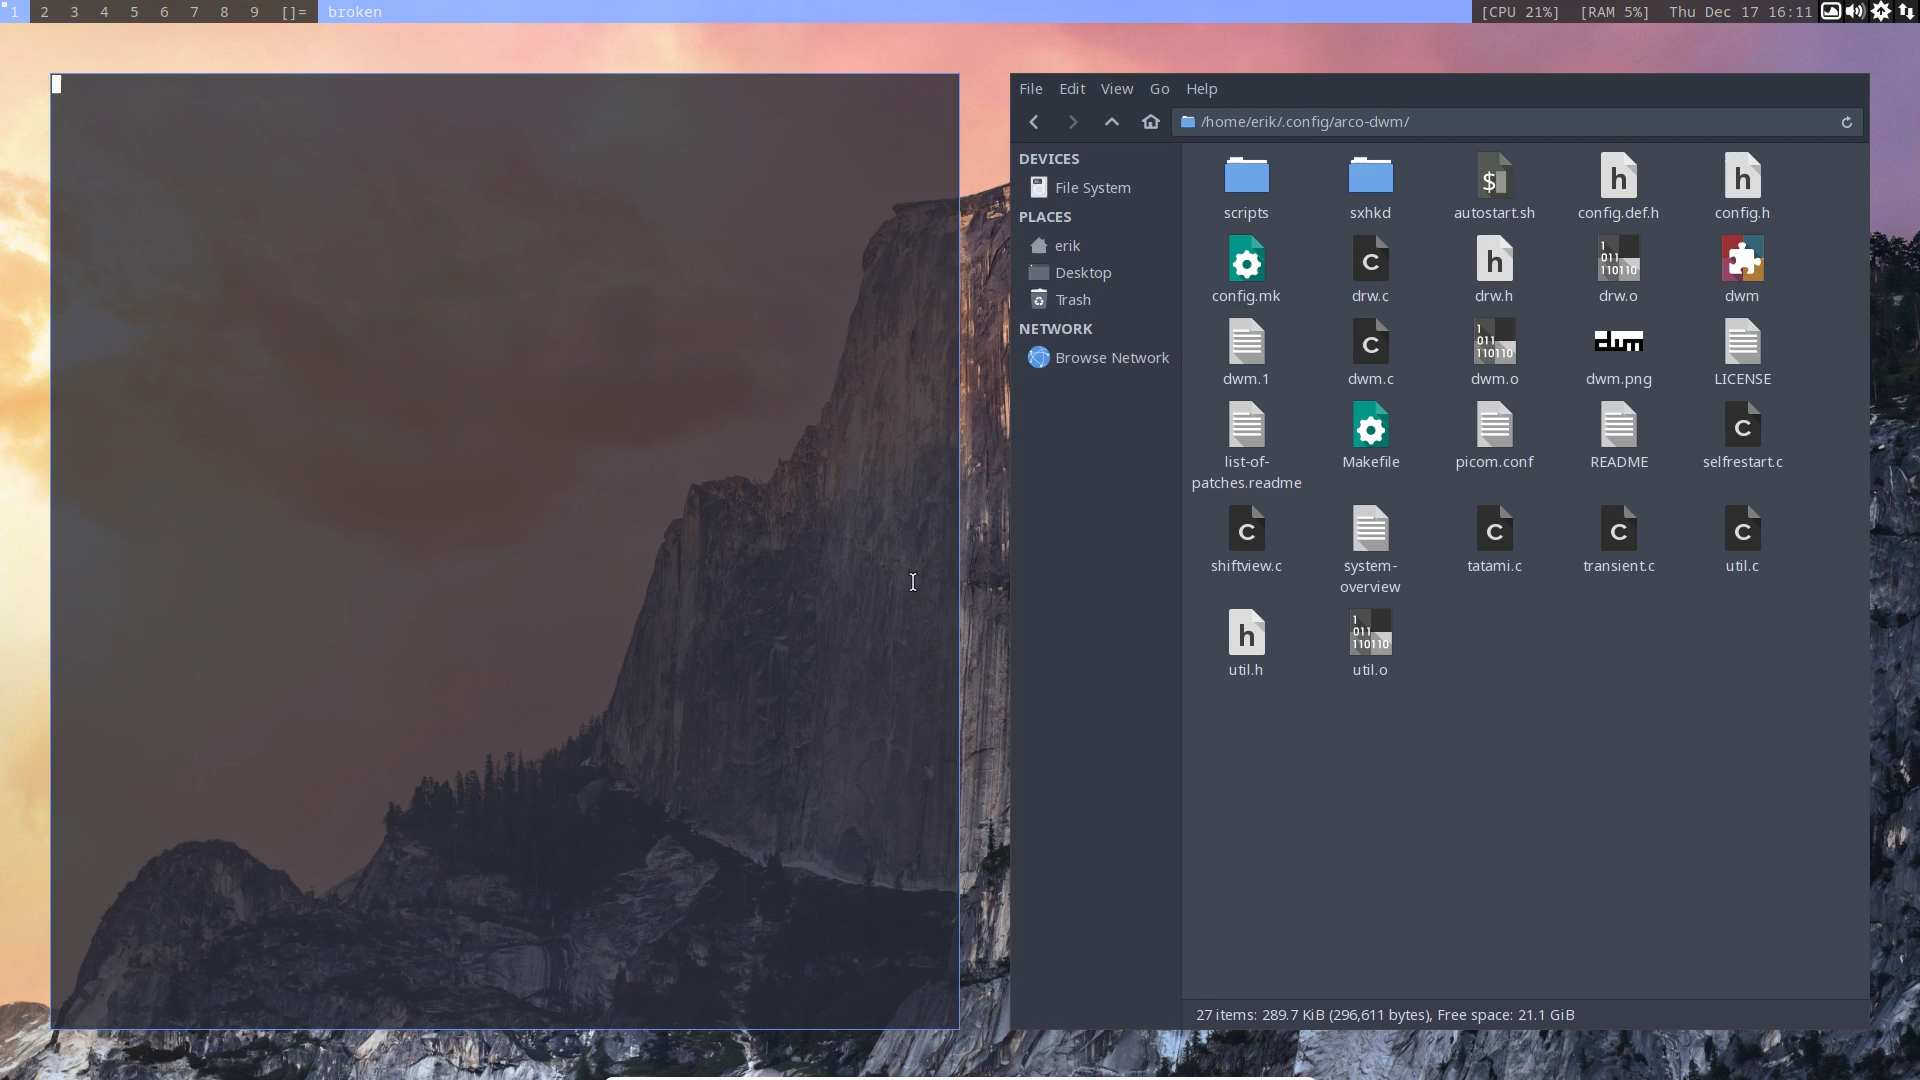 1 2 3 4 5 6 7 8 9 []= broken [CPU 21%] [RAM 5%] Thu Dec 17 16:11
File Edit View Go Help
/home/erik/.config/arco-dwm/
DEVICES
File System
PLACES
erik
Desktop
Trash
NETWORK
Browse Network
scripts sxhkd autostart.sh config.def.h config.h
config.mk drw.c drw.h drw.o dwm
dwm.1 dwm.c dwm.o dwm.png LICENSE
list-of-
patches.readme Makefile picom.conf README selfrestart.c
shiftview.c system-
overview tatami.c transient.c util.c
util.h util.o
27 items: 289.7 KiB (296,611 bytes), Free space: 21.1 GiB